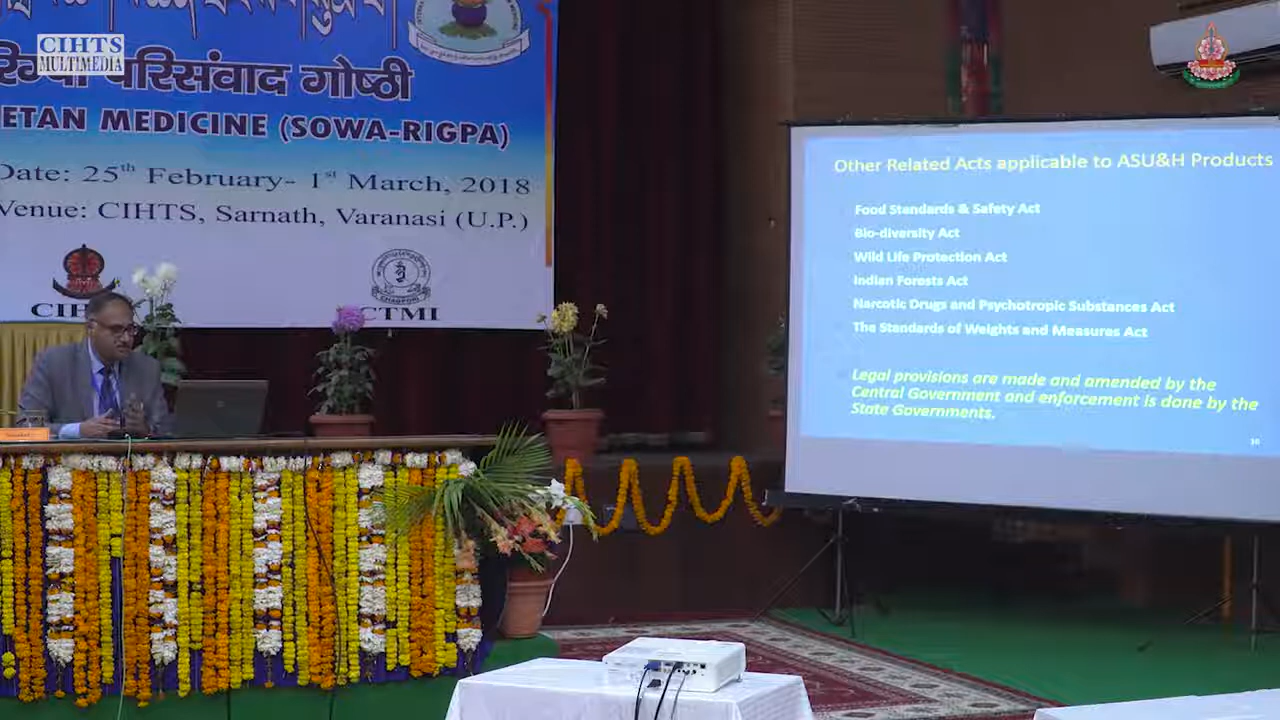 CIHTS
MULTIMEDIA
परिसंवाद गोष्ठी
ETAN MEDICINE (SOWA-RIGPA)
Date: 25th February- 1st March, 2018
Venue: CIHTS, Sarnath, Varanasi (U.P.)
CIH
CTMI
Other Related Acts applicable to ASU&H Products
Food Standards & Safety Act
Bio-diversity Act
Wild Life Protection Act
Indian Forests Act
Narcotic Drugs and Psychotropic Substances Act
The Standards of Weights and Measures Act
Legal provisions are made and amended by the
Central Government and enforcement is done by the
State Governments.